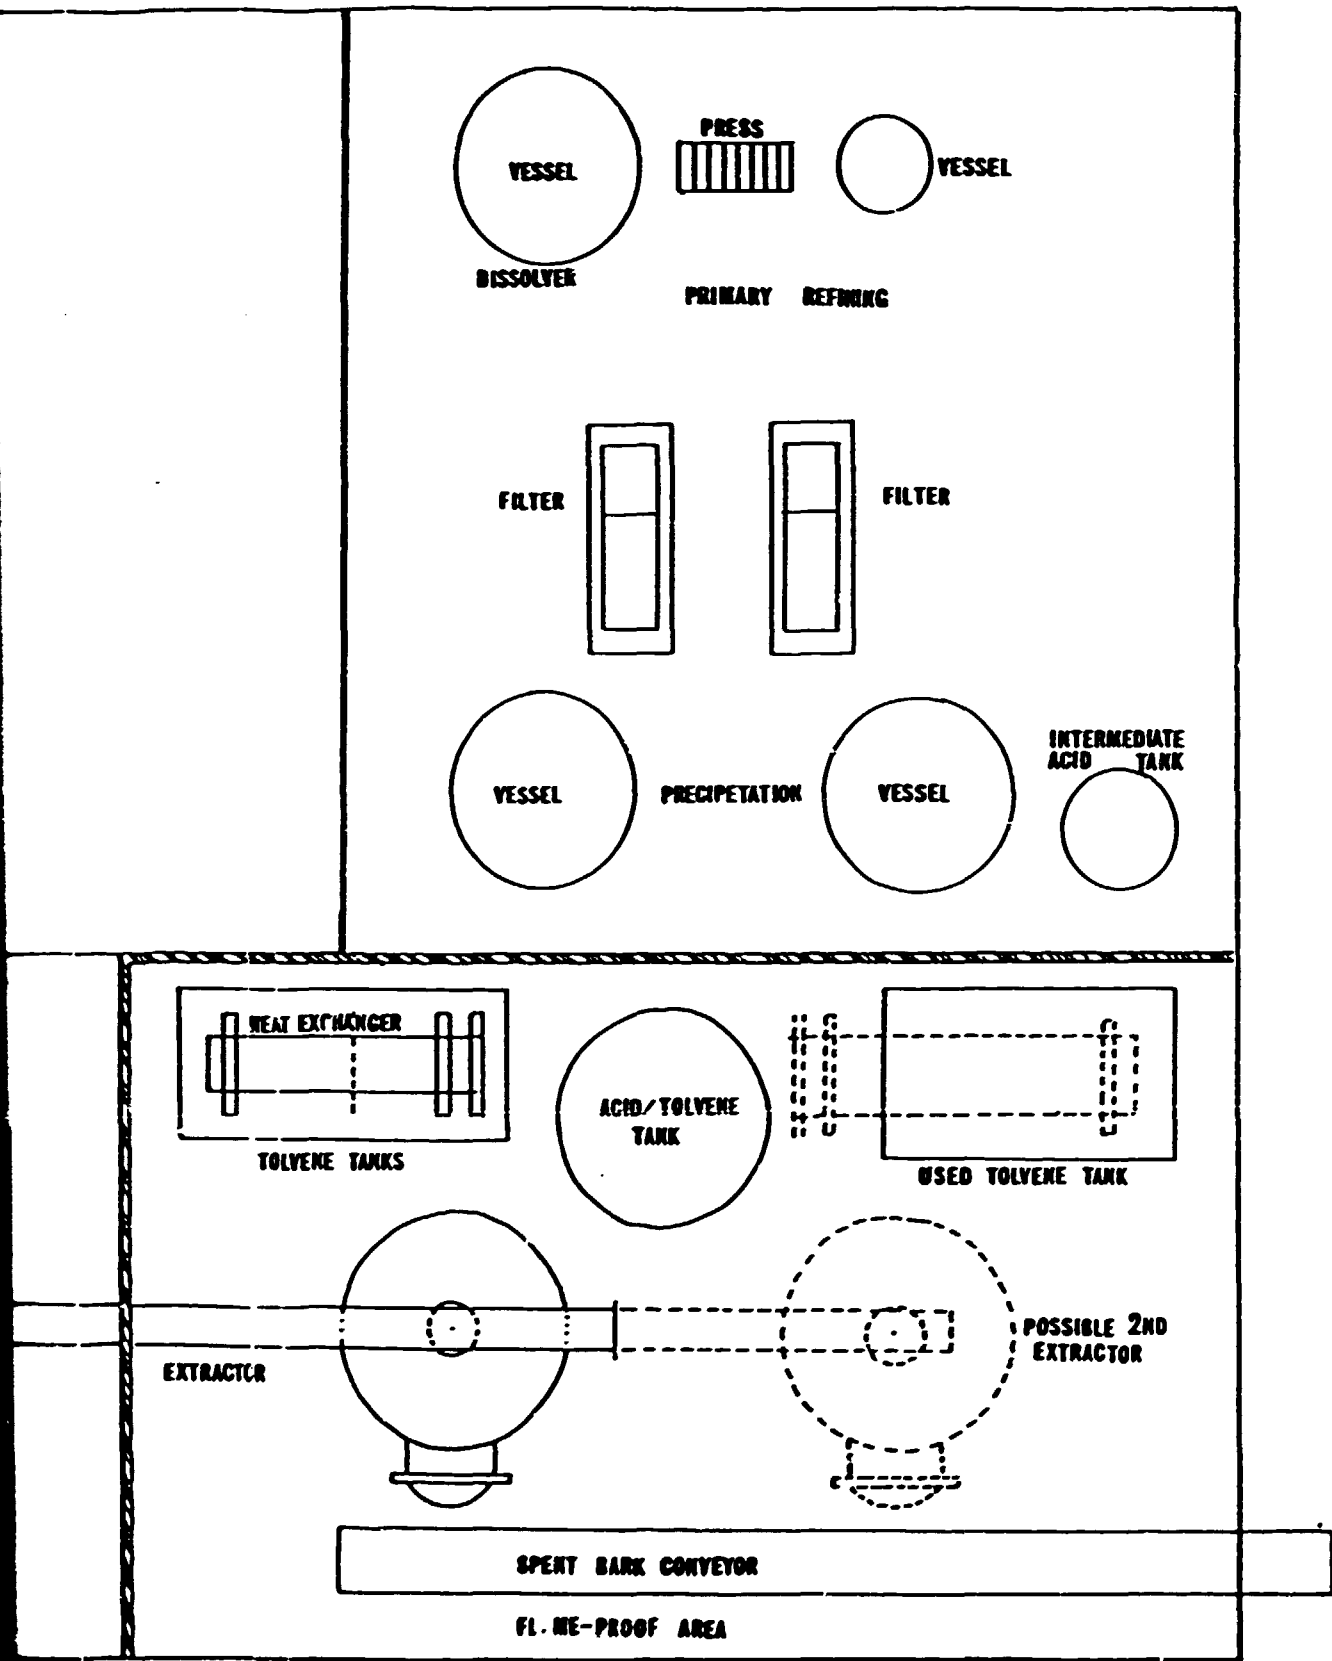 PRESS
VESSEL
VESSEL
DISSOLVER
PRIMARY REFINING
FILTER
FILTER
INTERMEDIATE
ACID TANK
VESSEL
PRECIPETATION
VESSEL
HEAT EXCHANGER
ACID/TOLVENE
TANK
TOLVENE TANKS
USED TOLVENE TANK
POSSIBLE 2ND
EXTRACTOR
EXTRACTOR
SPENT BARK CONVEYOR
FL.ME-PROOF AREA